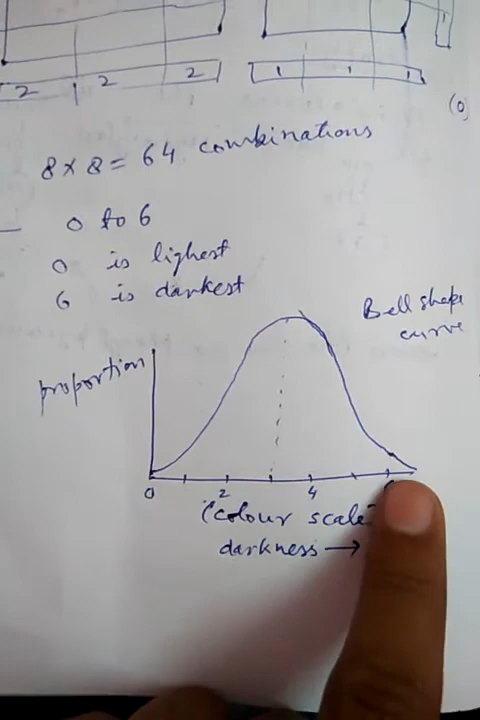 2 2 2 1 1 1
(0)
8 x 8 = 64 combinations
0 to 6
0 is lighest
6 is darkest
Bell shape
curve
proportion
0 2 4
(colour scale
darkness →